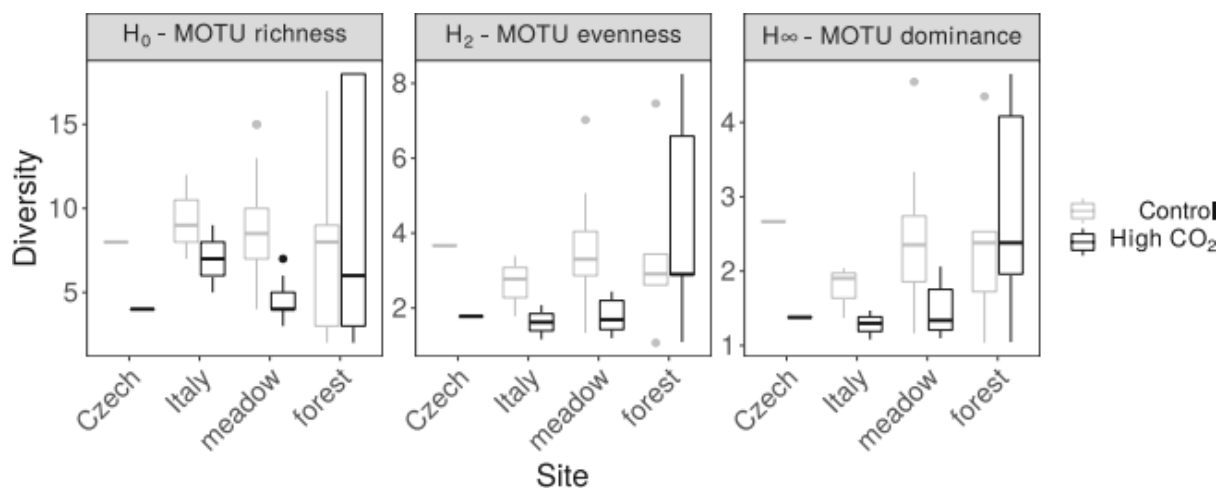 H₀ - MOTU richness
H₂ - MOTU evenness
H∞ - MOTU dominance
Diversity
15
10
5
8
6
4
2
4
3
2
1
Czech
Italy
meadow
forest
Czech
Italy
meadow
forest
Czech
Italy
meadow
forest
Site
Control
High CO₂